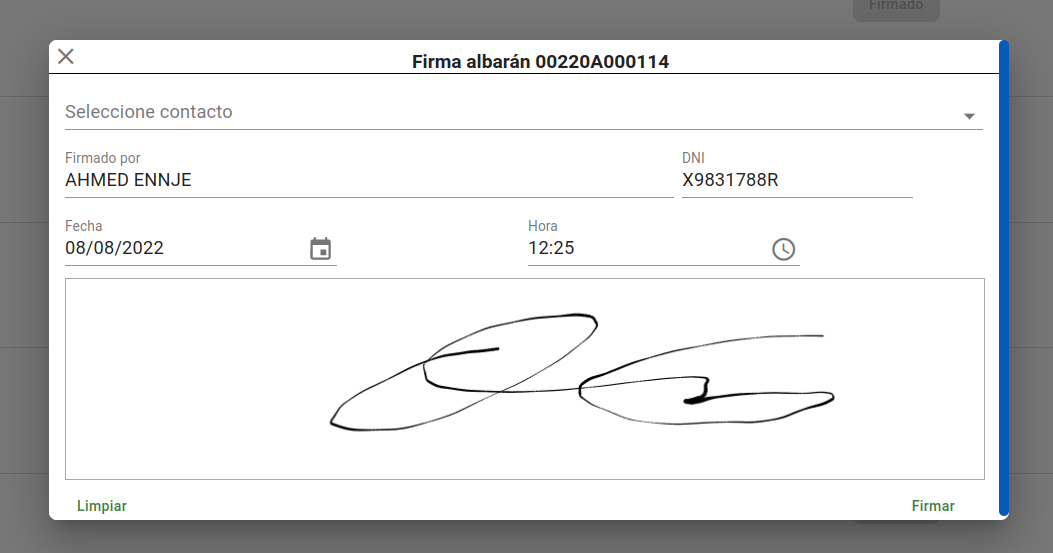 Firmado
Firma albarán 00220A000114
Seleccione contacto
Firmado por
DNI
AHMED ENNJE
X9831788R
Fecha
Hora
08/08/2022
12:25
Limpiar
Firmar